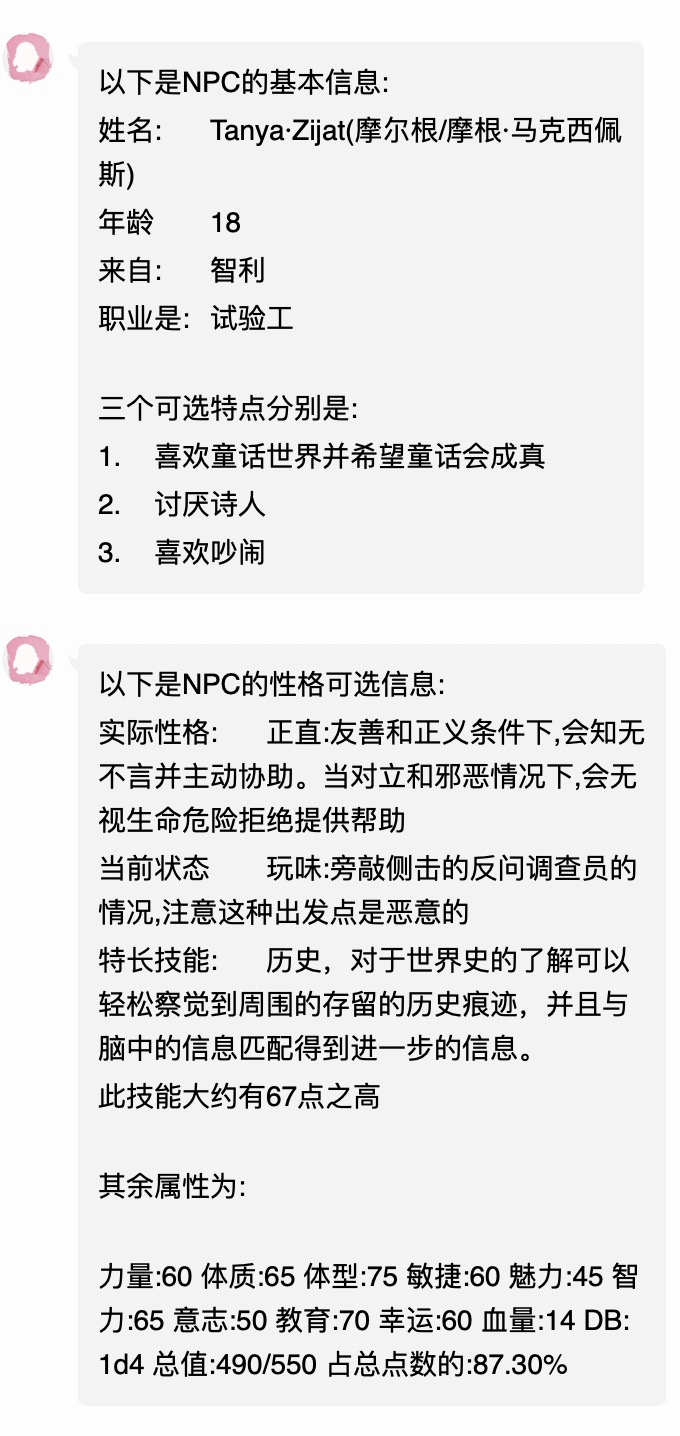 以下是NPC的基本信息:
姓名: Tanya·Zijat(摩尔根/摩根·马克西佩
斯)
年龄 18
来自: 智利
职业是: 试验工
三个可选特点分别是:
1. 喜欢童话世界并希望童话会成真
2. 讨厌诗人
3. 喜欢吵闹
以下是NPC的性格可选信息:
实际性格: 正直:友善和正义条件下,会知无
不言并主动协助。当对立和邪恶情况下,会无
视生命危险拒绝提供帮助
当前状态 玩味:旁敲侧击的反问调查员的
情况,注意这种出发点是恶意的
特长技能: 历史，对于世界史的了解可以
轻松察觉到周围的存留的历史痕迹，并且与
脑中的信息匹配得到进一步的信息。
此技能大约有67点之高
其余属性为:
力量:60 体质:65 体型:75 敏捷:60 魅力:45 智
力:65 意志:50 教育:70 幸运:60 血量:14 DB:
1d4 总值:490/550 占总点数的:87.30%